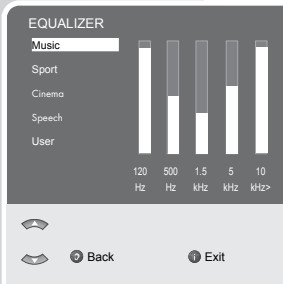 EQUALIZER
Music
Sport
Cinema
Speech
User
120 500 1.5 5 10
Hz Hz kHz kHz kHz>
Back Exit